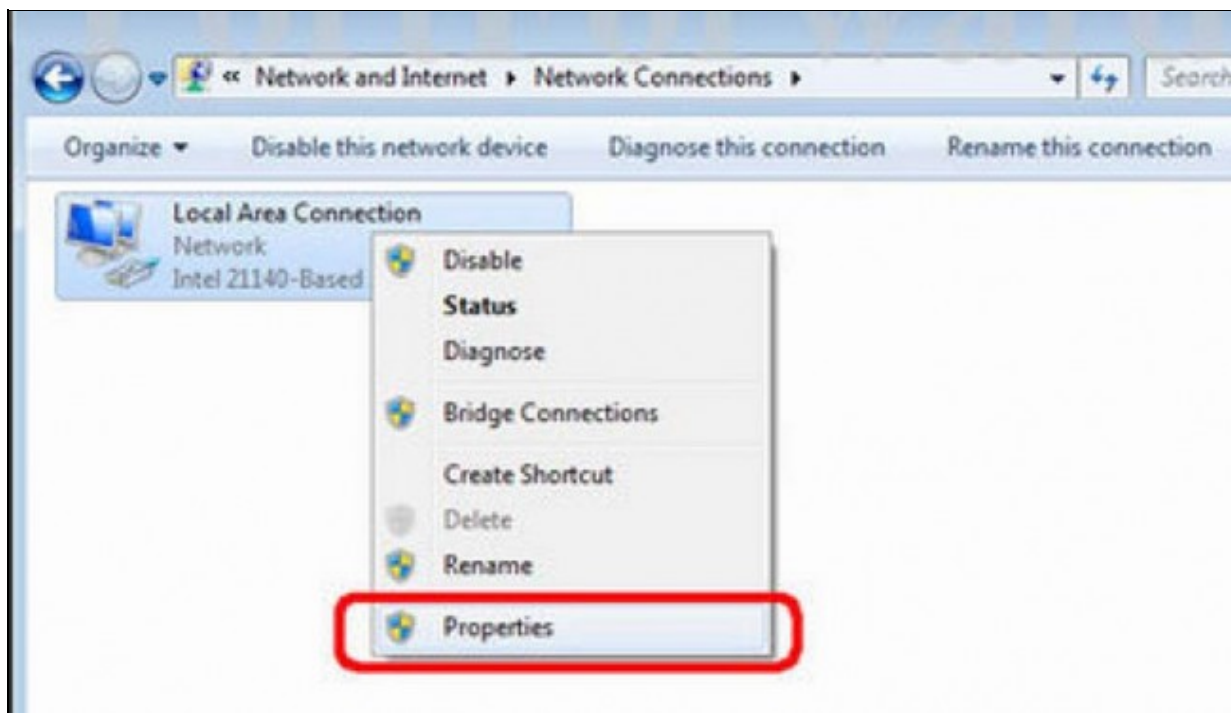 « Network and Internet ▸ Network Connections ▸ Search
Organize ▾ Disable this network device Diagnose this connection Rename this connection
Local Area Connection
Network
Intel 21140-Based
Disable
Status
Diagnose
Bridge Connections
Create Shortcut
Delete
Rename
Properties